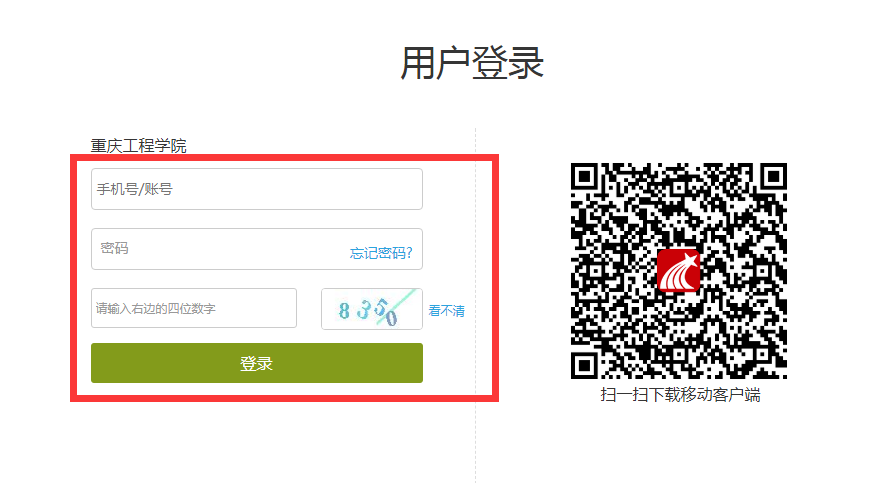 用户登录
重庆工程学院
手机号/账号
密码
忘记密码?
请输入右边的四位数字
8350
看不清
登录
扫一扫下载移动客户端